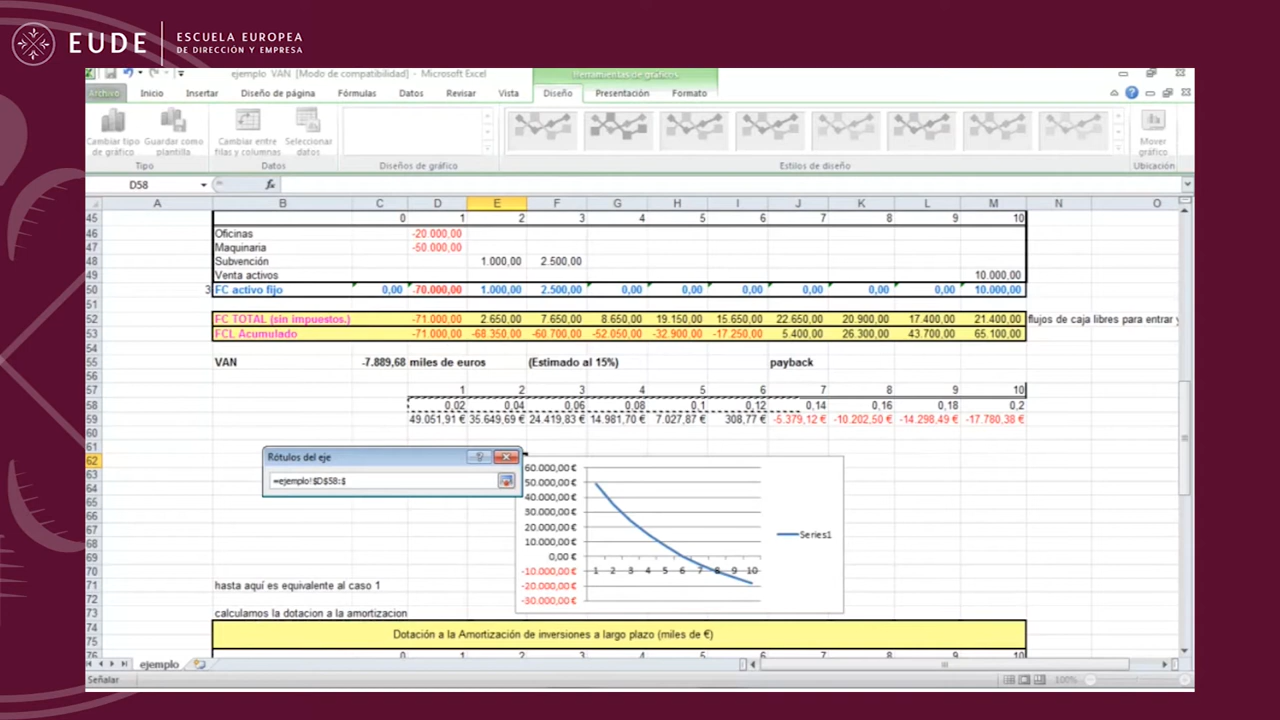 EUDE
ESCUELA EUROPEA
DE DIRECCIÓN Y EMPRESA
ejemplo VAN [Modo de compatibilidad] - Microsoft Excel
Herramientas de gráficos
Archivo Inicio Insertar Diseño de página Fórmulas Datos Revisar Vista Diseño Presentación Formato
Cambiar tipo de gráfico
Guardar como plantilla
Cambiar entre filas y columnas
Seleccionar datos
Mover gráfico
Tipo Datos Diseños de gráfico Estilos de diseño Ubicación
D58 fx
A B C D E F G H I J K L M N O
45 0 1 2 3 4 5 6 7 8 9 10
46 Oficinas -20.000,00
47 Maquinaria -50.000,00
48 Subvención 1.000,00 2.500,00
49 Venta activos 10.000,00
50 3 FC activo fijo 0,00 -70.000,00 1.000,00 2.500,00 0,00 0,00 0,00 0,00 0,00 0,00 10.000,00
51
52 FC TOTAL (sin impuestos.) -71.000,00 2.650,00 7.650,00 8.650,00 19.150,00 15.650,00 22.650,00 20.900,00 17.400,00 21.400,00 flujos de caja libres para entrar y
53 FCL Acumulado -71.000,00 -68.350,00 -60.700,00 -52.050,00 -32.900,00 -17.250,00 5.400,00 26.300,00 43.700,00 65.100,00
54
55 VAN -7.889,68 miles de euros (Estimado al 15%) payback
56
57 1 2 3 4 5 6 7 8 9 10
58 0,02 0,04 0,06 0,08 0,1 0,12 0,14 0,16 0,18 0,2
59 49.051,91 € 35.649,69 € 24.419,83 € 14.981,70 € 7.027,87 € 308,77 € -5.379,12 € -10.202,50 € -14.298,49 € -17.780,38 €
60
61
62
63
64
65
66
67
68
69
70
71 hasta aquí es equivalente al caso 1
72
73 calculamos la dotacion a la amortizacion
74
75 Dotación a la Amortización de inversiones a largo plazo (miles de €)
76 0 1 2 3 4 5 6 7 8 9 10
Rótulos del eje
=ejemplo!$D$58:$
60.000,00 €
50.000,00 €
40.000,00 €
30.000,00 €
20.000,00 €
10.000,00 €
0,00 €
-10.000,00 €
-20.000,00 €
-30.000,00 €
1 2 3 4 5 6 7 8 9 10
Series1
ejemplo
Señalar 100%